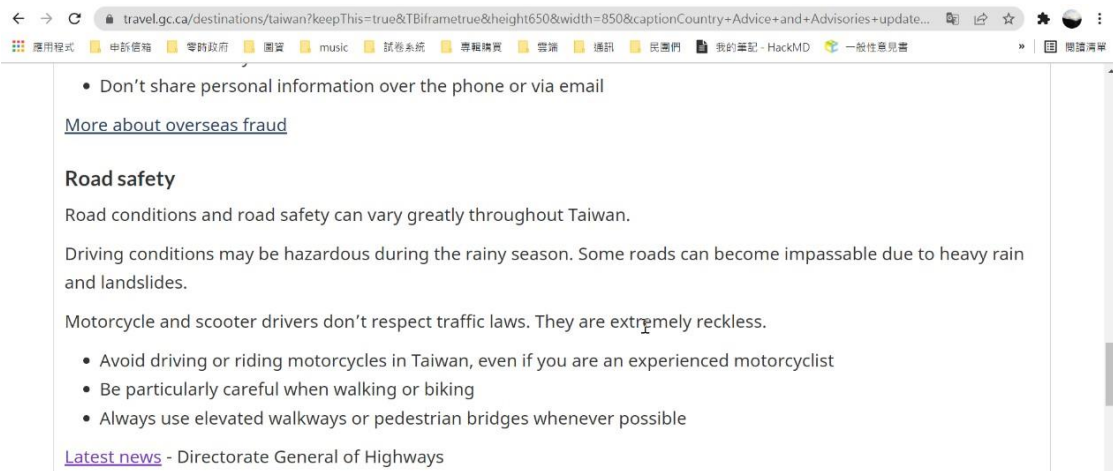 travel.gc.ca/destinations/taiwan?keepThis=true&TBiframetrue&height650&width=850&captionCountry+Advice+and+Advisories+update...
應用程式 申訴信箱 零時政府 圖資 music 試卷系統 專輯購買 雲端 通訊 民團們 我的筆記 - HackMD 一般性意見書 » 閱讀清單
• Don't share personal information over the phone or via email
More about overseas fraud
Road safety
Road conditions and road safety can vary greatly throughout Taiwan.
Driving conditions may be hazardous during the rainy season. Some roads can become impassable due to heavy rain
and landslides.
Motorcycle and scooter drivers don't respect traffic laws. They are extremely reckless.
• Avoid driving or riding motorcycles in Taiwan, even if you are an experienced motorcyclist
• Be particularly careful when walking or biking
• Always use elevated walkways or pedestrian bridges whenever possible
Latest news - Directorate General of Highways